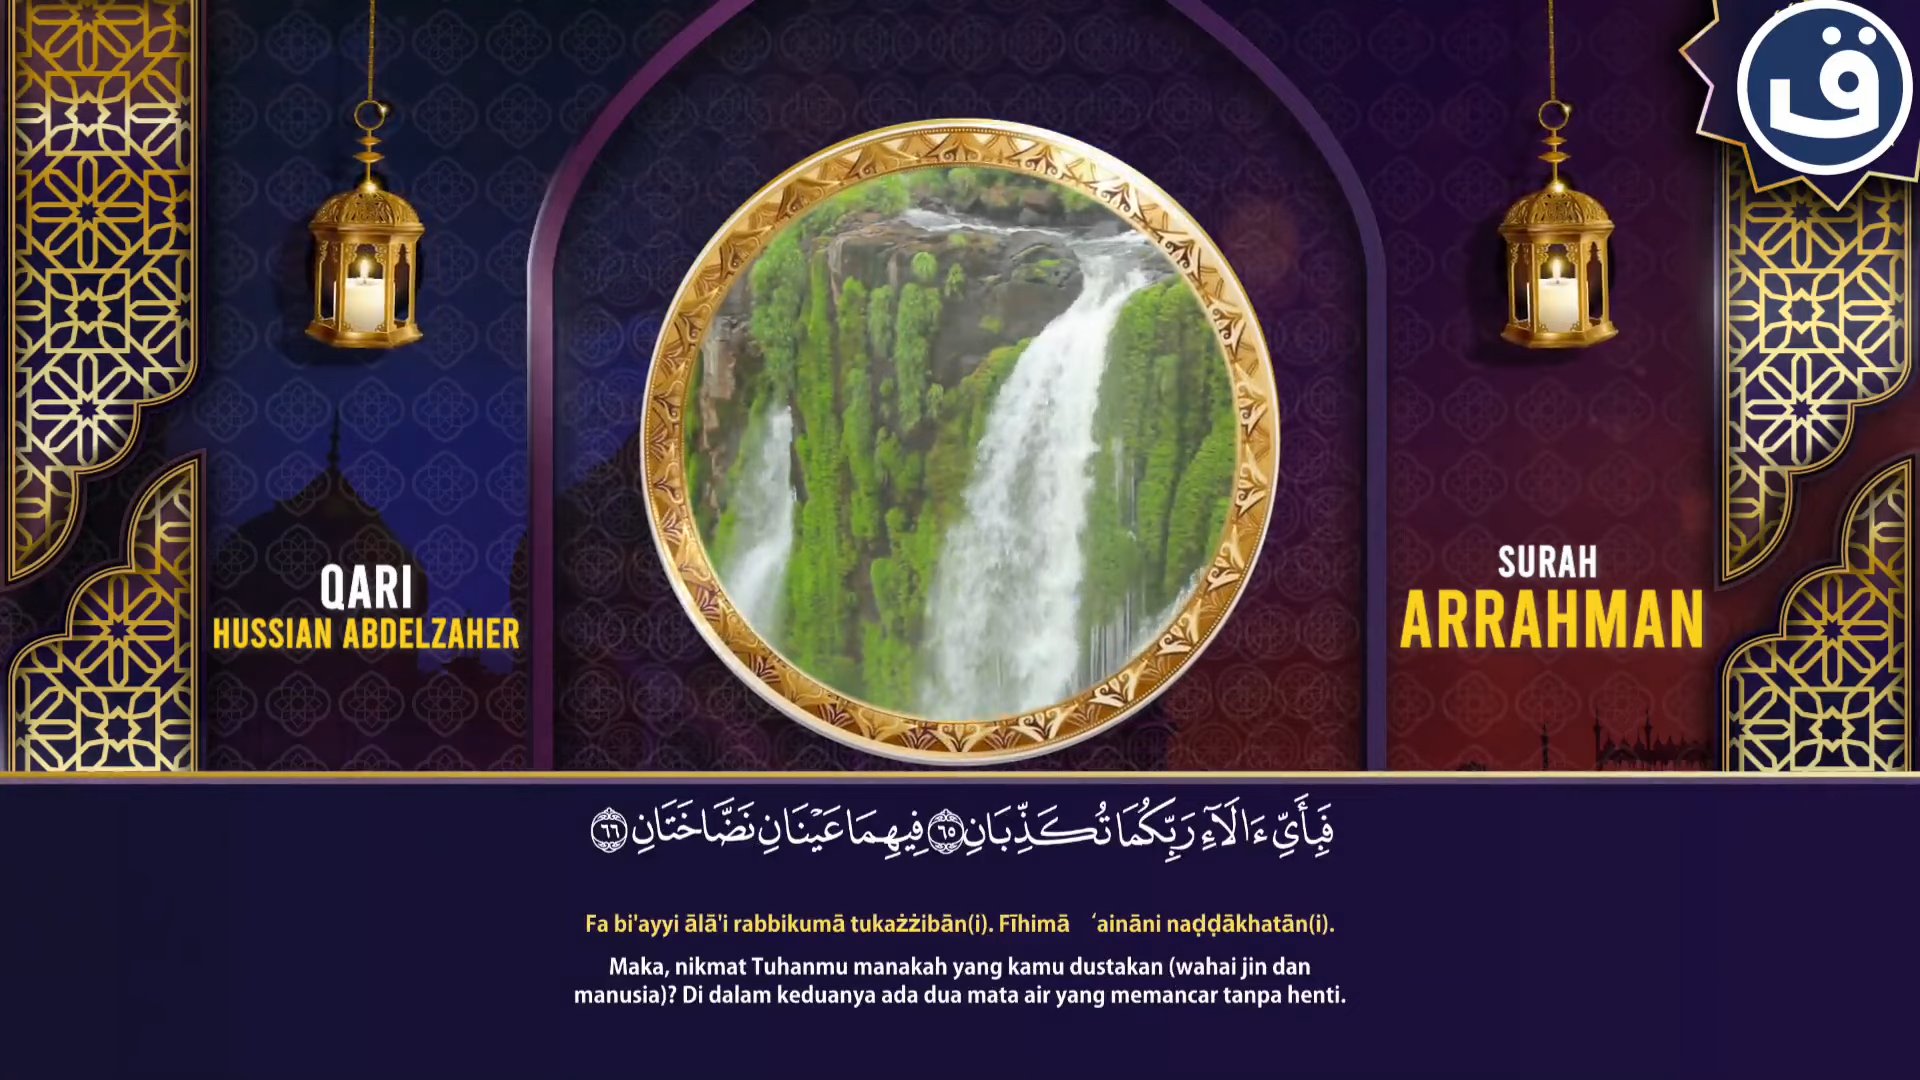 ق
QARI
HUSSIAN ABDELZAHER
SURAH
ARRAHMAN
فَبِأَيِّ ءَالَآءِ رَبِّكُمَا تُكَذِّبَانِ ٦٥ فِيهِمَا عَيْنَانِ نَضَّاخَتَانِ ٦٦
Fa bi'ayyi ālā'i rabbikumā tukażżibān(i). Fīhimā ‘aināni naḍḍākhatān(i).
Maka, nikmat Tuhanmu manakah yang kamu dustakan (wahai jin dan
manusia)? Di dalam keduanya ada dua mata air yang memancar tanpa henti.